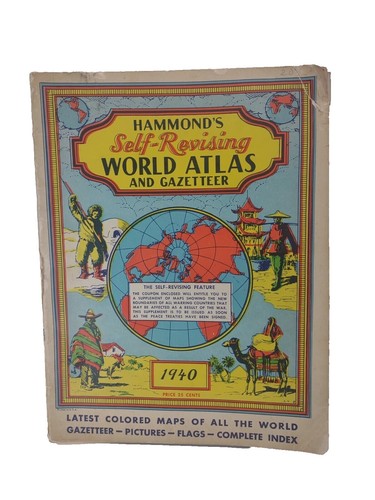 HAMMOND'S
Self-Revising
WORLD ATLAS
AND GAZETTEER
THE SELF-REVISING FEATURE
THE COUPON ENCLOSED WILL ENTITLE YOU TO
A SUPPLEMENT OF MAPS SHOWING THE NEW
BOUNDARIES OF ALL WARRING COUNTRIES THAT
MAY BE AFFECTED AS A RESULT OF THE WAR.
THIS SUPPLEMENT IS TO BE ISSUED AS SOON
AS THE PEACE TREATIES HAVE BEEN SIGNED.
1940
PRICE 25 CENTS
LATEST COLORED MAPS OF ALL THE WORLD
GAZETTEER — PICTURES — FLAGS — COMPLETE INDEX